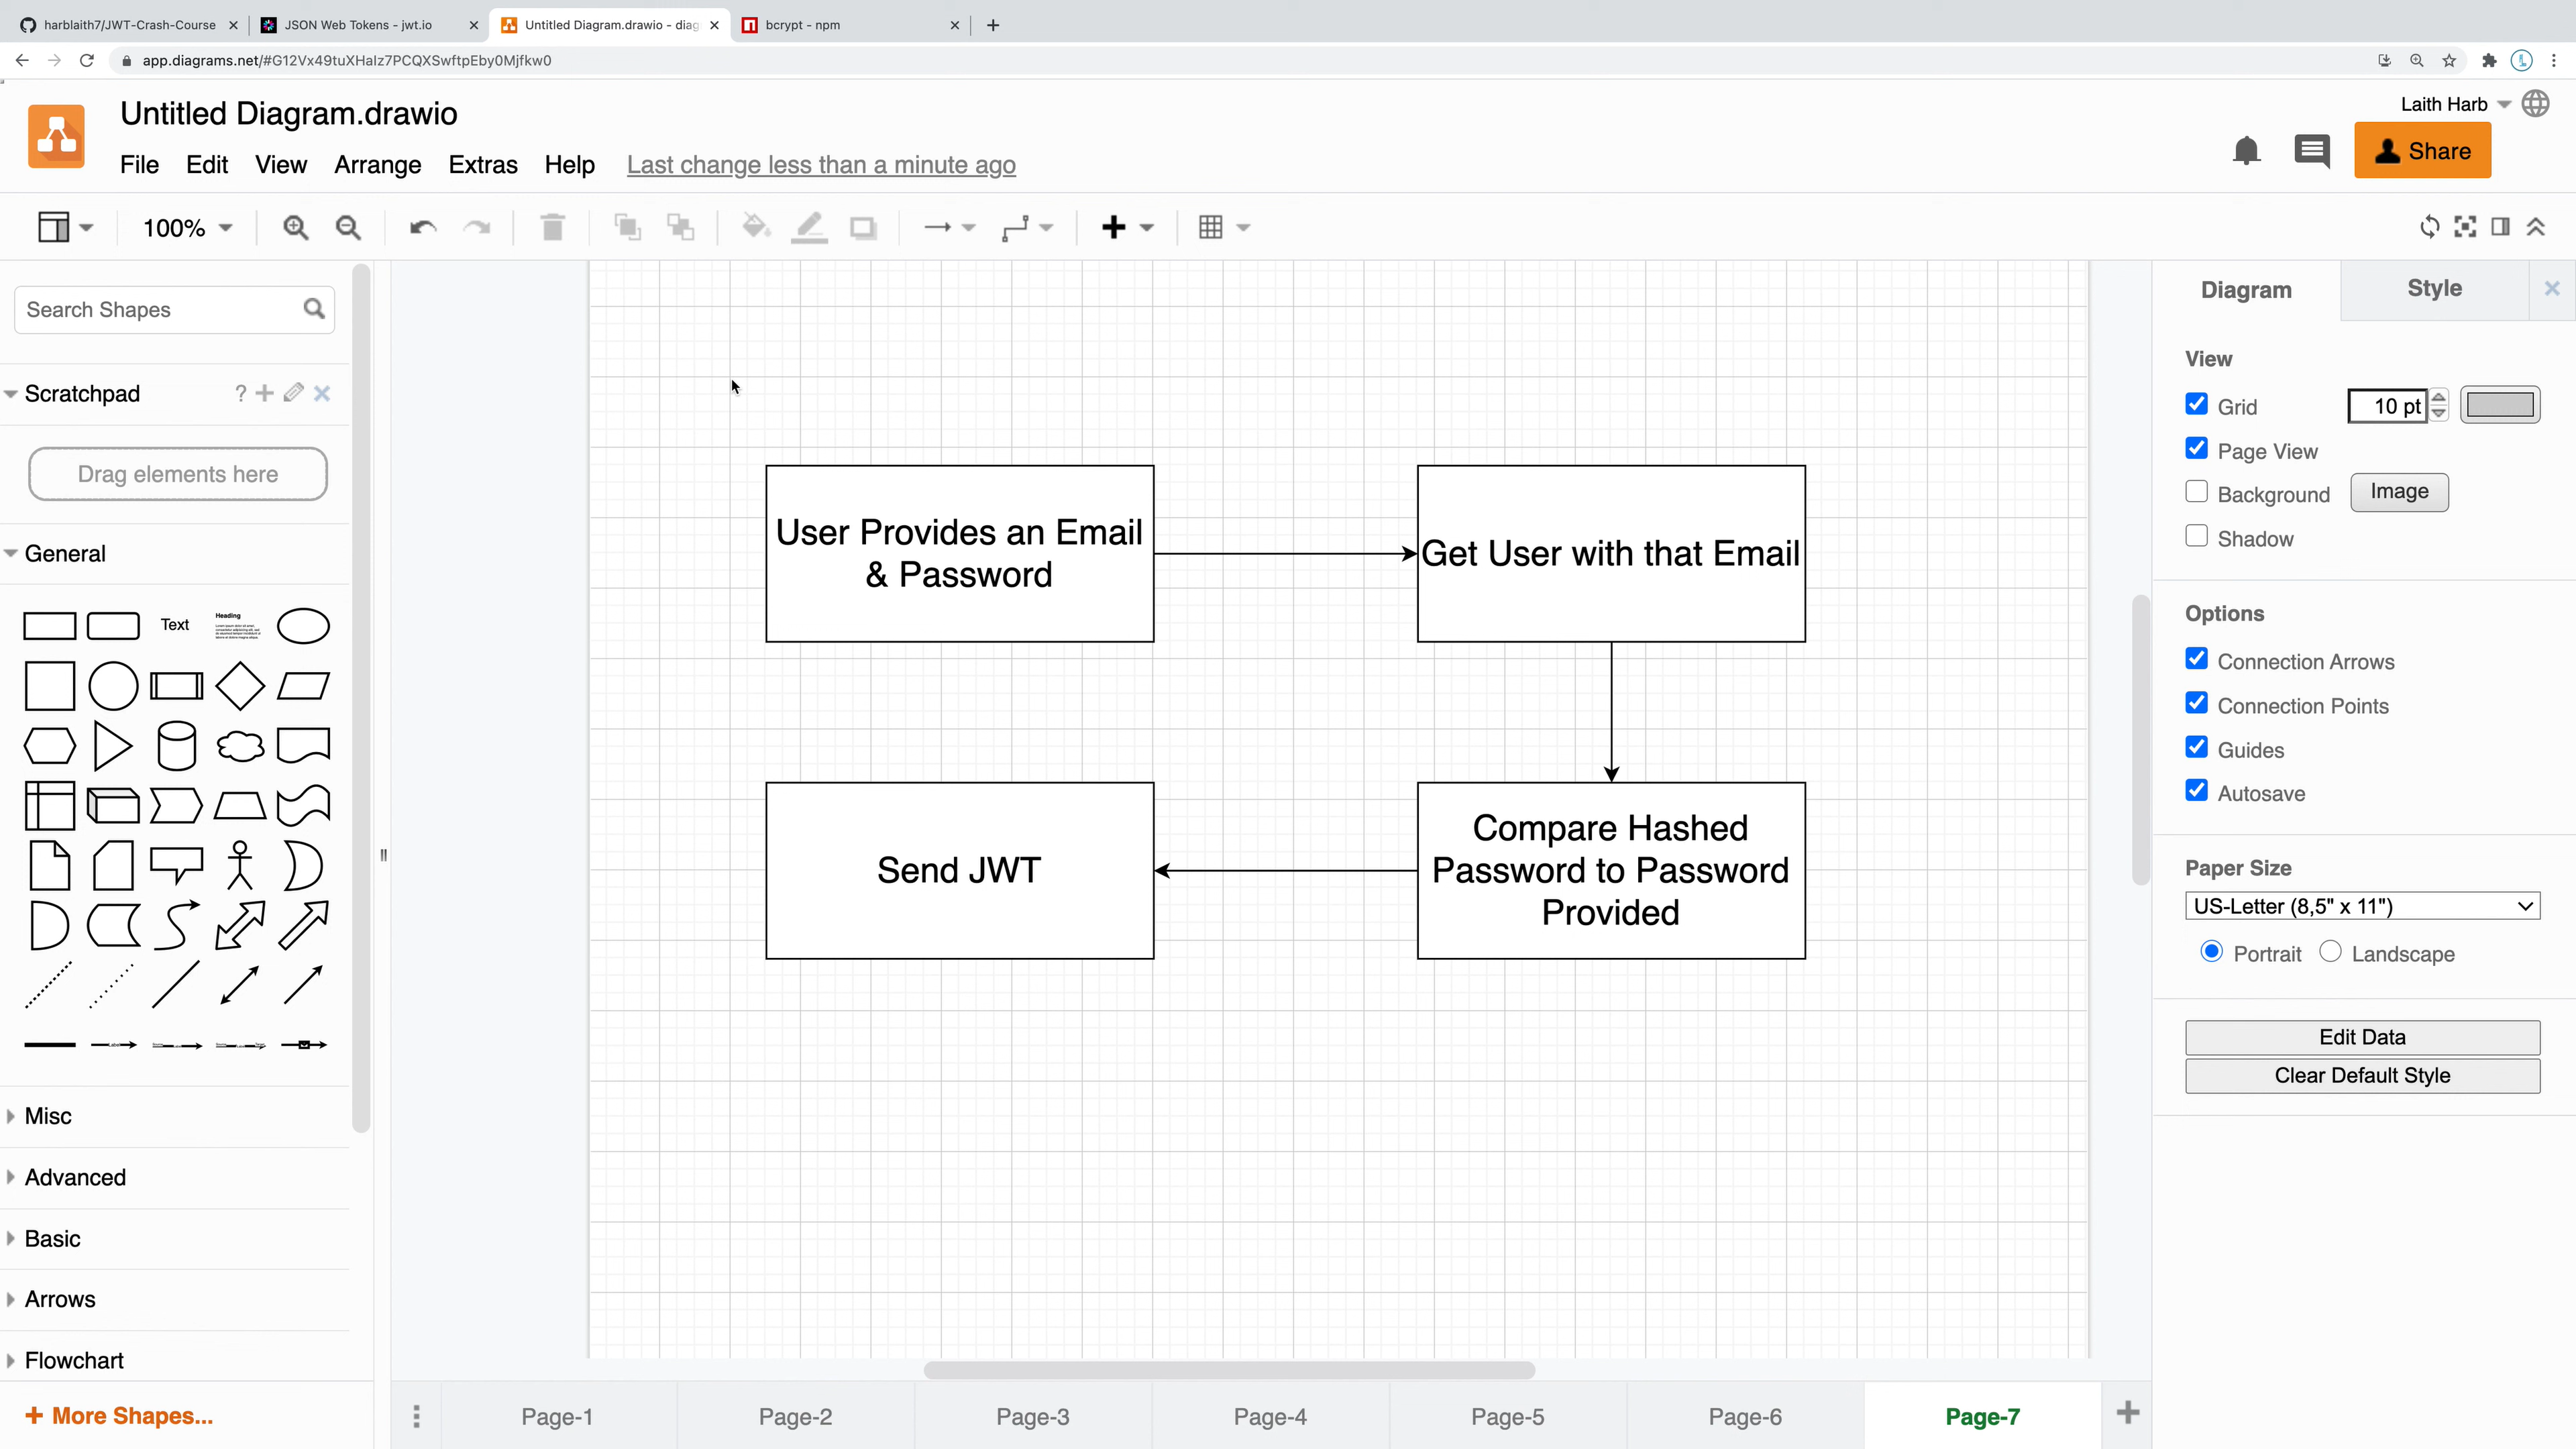 harblaith7/JWT-Crash-Course
JSON Web Tokens - jwt.io
Untitled Diagram.drawio - diag
bcrypt - npm
app.diagrams.net/#G12Vx49tuXHaIz7PCQXSwftpEby0Mjfkw0
Untitled Diagram.drawio
Laith Harb
File Edit View Arrange Extras Help Last change less than a minute ago
Share
100%
Search Shapes
Scratchpad
?
Drag elements here
General
Text
Heading
Misc
Advanced
Basic
Arrows
Flowchart
+ More Shapes...
User Provides an Email
& Password
Get User with that Email
Compare Hashed
Password to Password
Provided
Send JWT
Diagram
Style
View
Grid
10 pt
Page View
Background
Image
Shadow
Options
Connection Arrows
Connection Points
Guides
Autosave
Paper Size
US-Letter (8,5" x 11")
Portrait
Landscape
Edit Data
Clear Default Style
Page-1
Page-2
Page-3
Page-4
Page-5
Page-6
Page-7